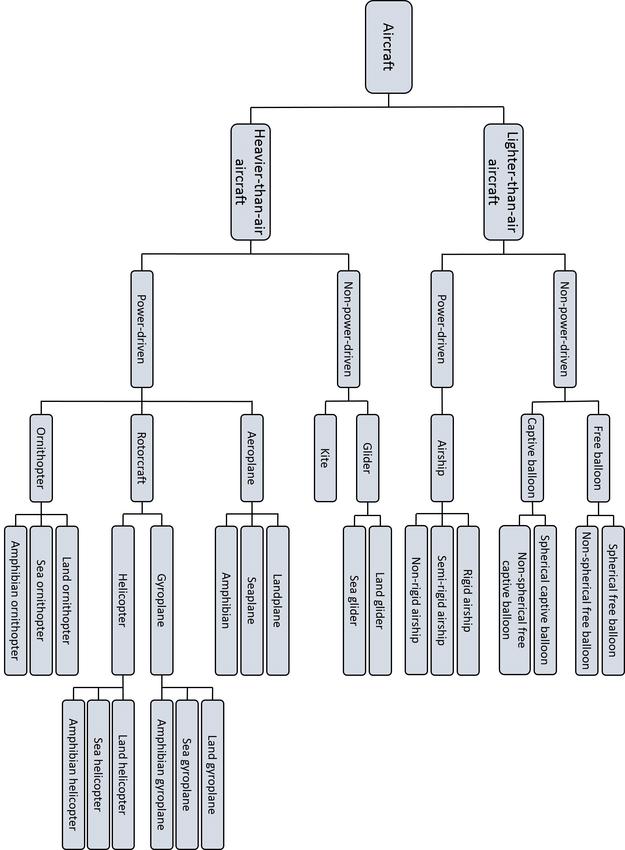 Aircraft
Lighter-than-air
aircraft
Non-power-driven
Free balloon
Spherical free balloon
Non-spherical free balloon
Captive balloon
Spherical captive balloon
Non-spherical free
captive balloon
Power-driven
Airship
Rigid airship
Semi-rigid airship
Non-rigid airship
Heavier-than-air
aircraft
Non-power-driven
Glider
Land glider
Sea glider
Kite
Power-driven
Aeroplane
Landplane
Seaplane
Amphibian
Rotorcraft
Gyroplane
Land gyroplane
Sea gyroplane
Amphibian gyroplane
Helicopter
Land helicopter
Sea helicopter
Amphibian helicopter
Ornithopter
Land ornithopter
Sea ornithopter
Amphibian ornithopter